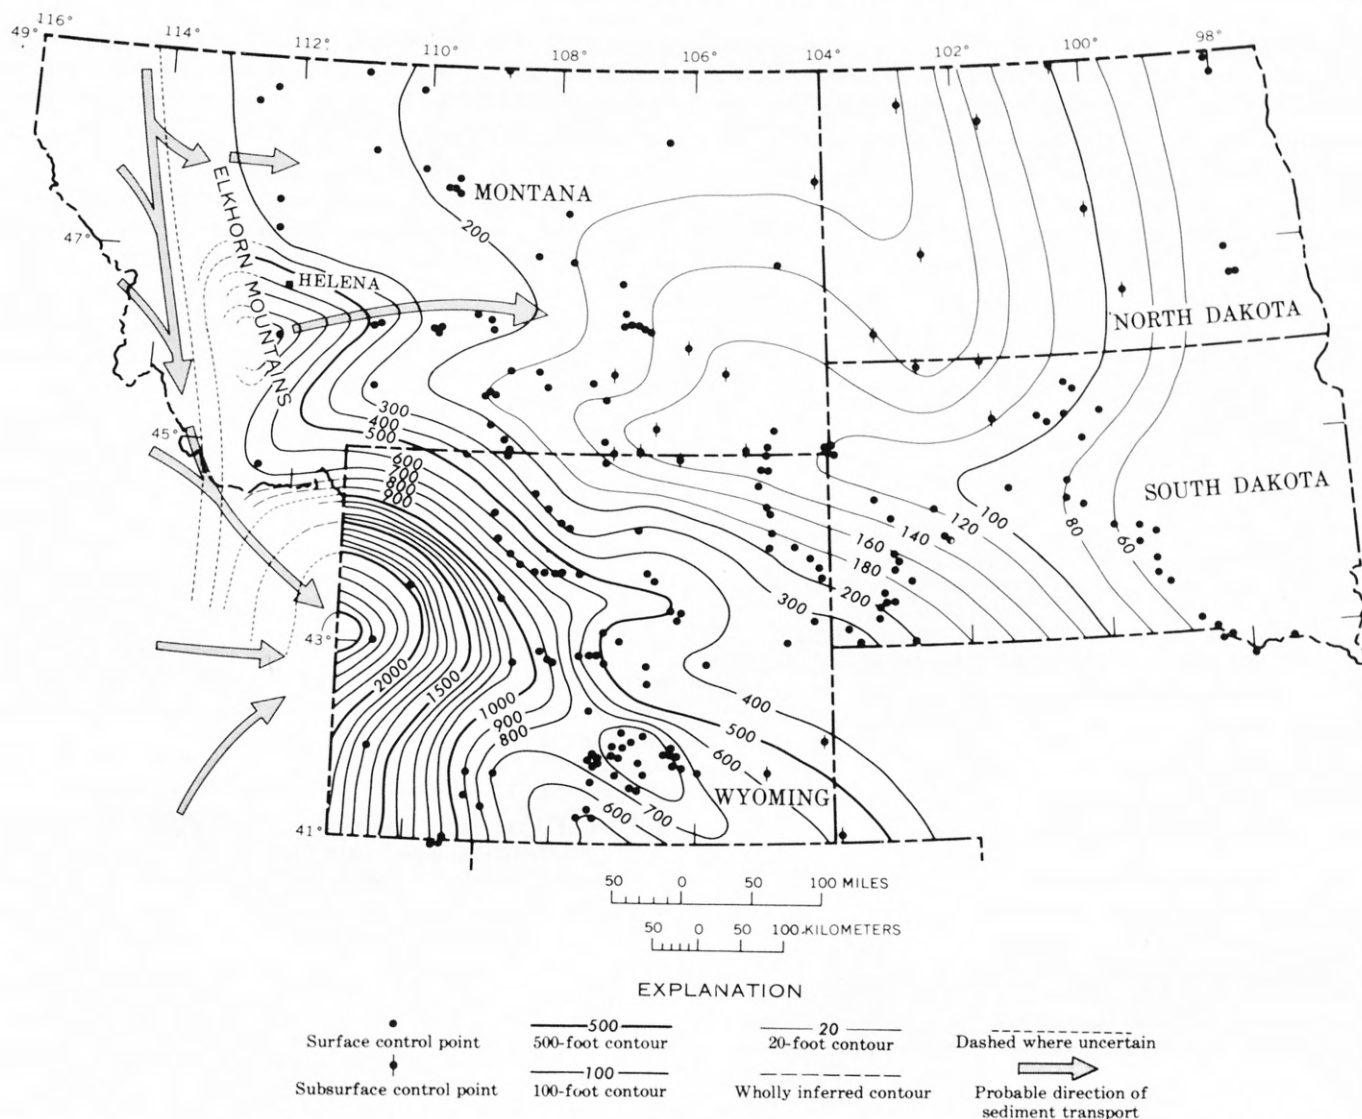 116°
49°
114°
112°
110°
108°
106°
104°
102°
100°
98°
ELKHORN MOUNTAINS
MONTANA
200
47°
HELENA
NORTH DAKOTA
45°
300
400
500
600
700
800
900
SOUTH DAKOTA
100
120
140
160
180
200
80
60
300
43°
2000
1500
1000
900
800
400
500
600
700
600
WYOMING
41°
50 0 50 100 MILES
50 0 50 100 KILOMETERS
EXPLANATION
Surface control point
Subsurface control point
500
500-foot contour
100
100-foot contour
20
20-foot contour
Wholly inferred contour
Dashed where uncertain
Probable direction of
sediment transport